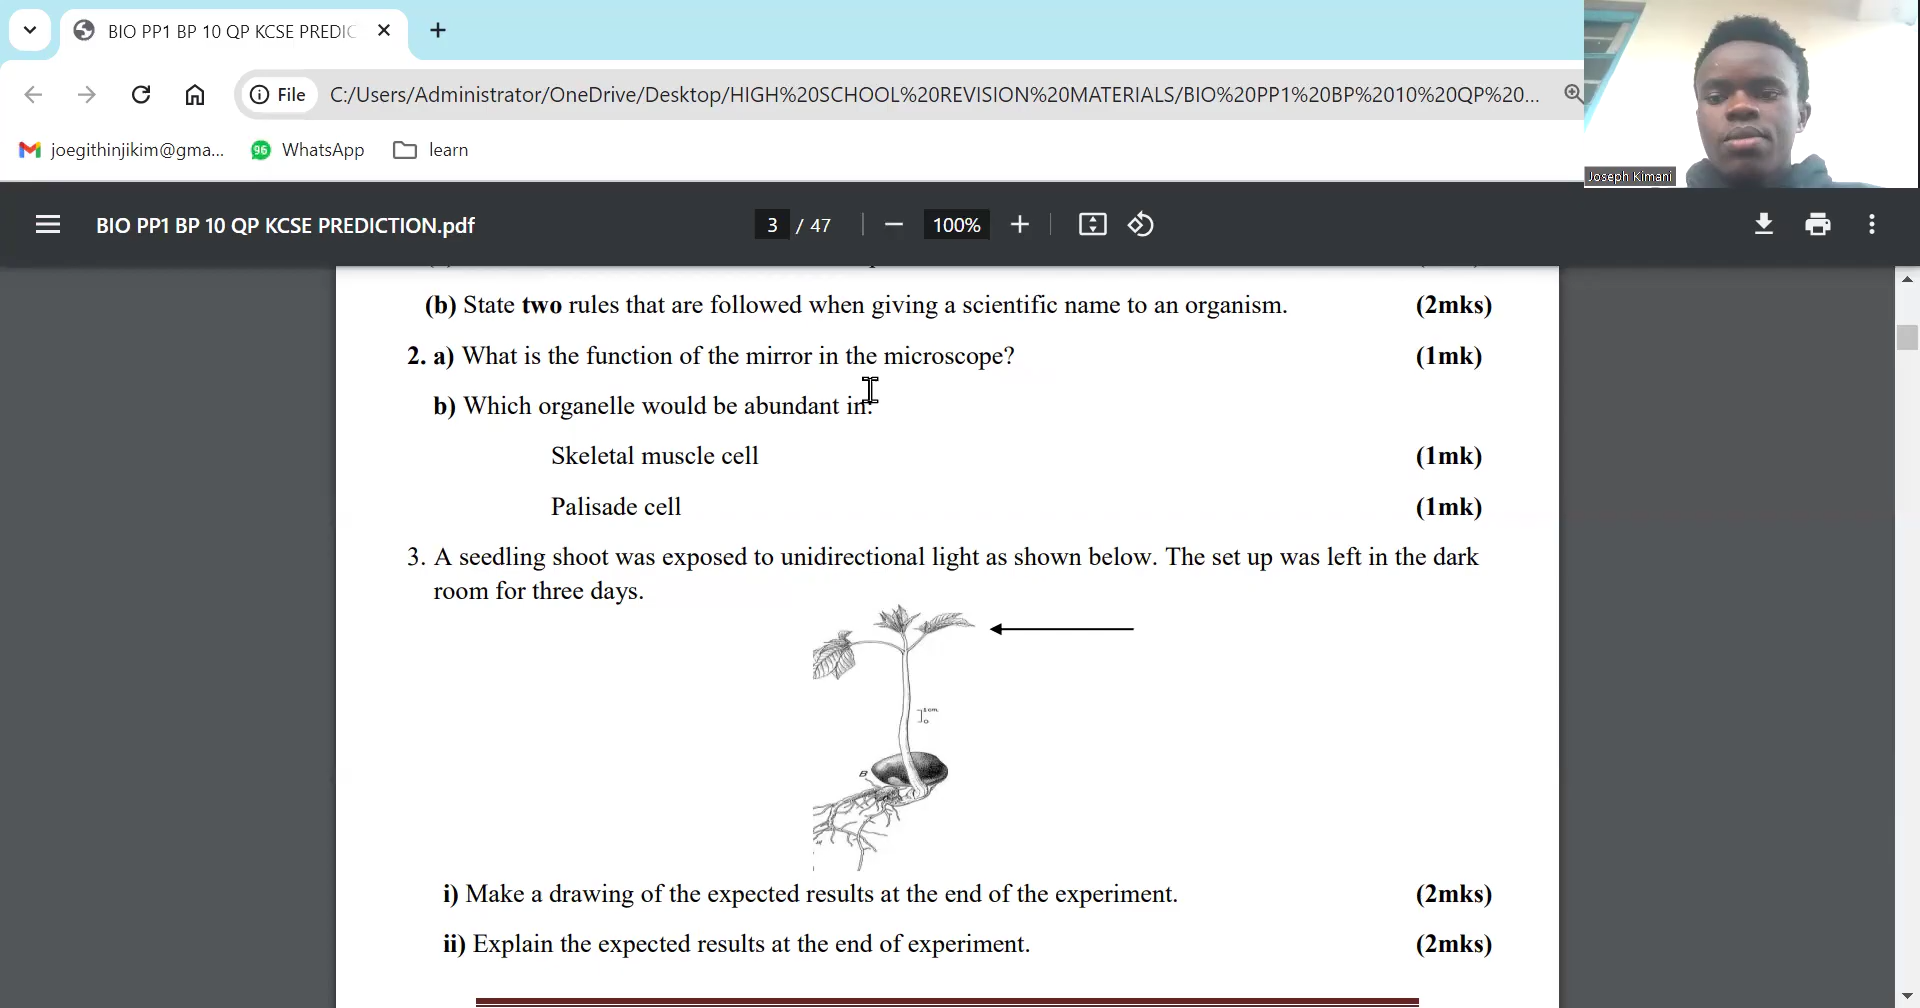 BIO PP1 BP 10 QP KCSE PREDIC
File
C:/Users/Administrator/OneDrive/Desktop/HIGH%20SCHOOL%20REVISION%20MATERIALS/BIO%20PP1%20BP%2010%20QP%20...
joegithinjikim@gma...
WhatsApp
learn
Joseph Kimani
BIO PP1 BP 10 QP KCSE PREDICTION.pdf
3 / 47
100%
(b) State two rules that are followed when giving a scientific name to an organism. (2mks)
2. a) What is the function of the mirror in the microscope? (1mk)
b) Which organelle would be abundant in:
Skeletal muscle cell (1mk)
Palisade cell (1mk)
3. A seedling shoot was exposed to unidirectional light as shown below. The set up was left in the dark
room for three days.
B
i) Make a drawing of the expected results at the end of the experiment. (2mks)
ii) Explain the expected results at the end of experiment. (2mks)